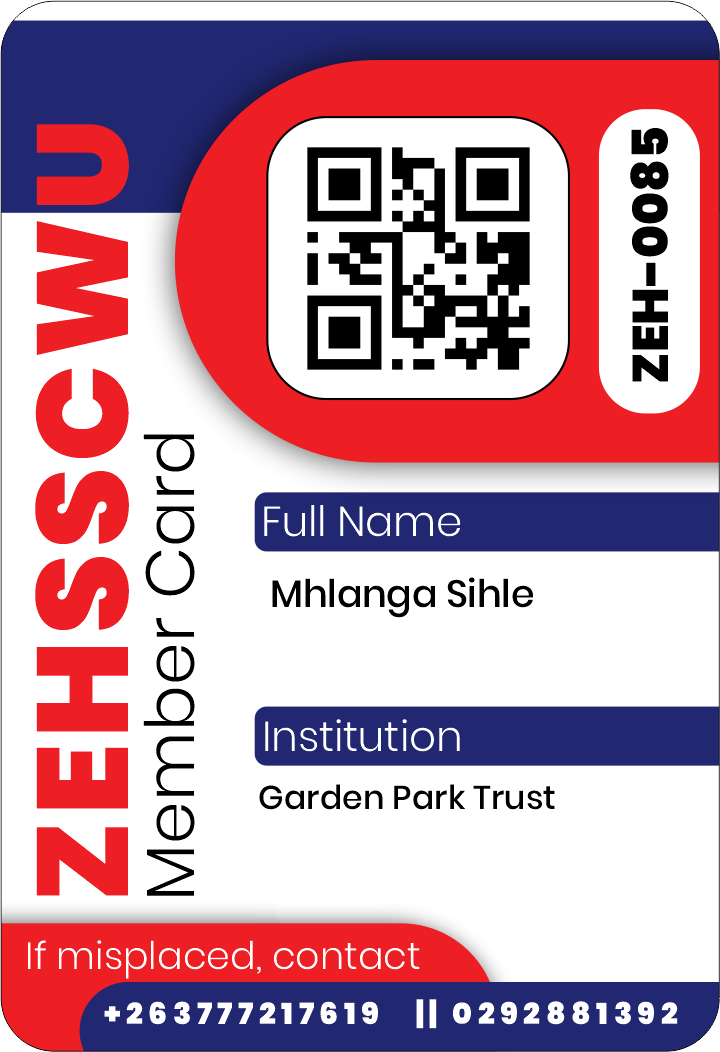 ZEHSSCWU
Member Card
ZEH-0085
Full Name
Mhlanga Sihle
Institution
Garden Park Trust
If misplaced, contact
+263777217619 || 0292881392